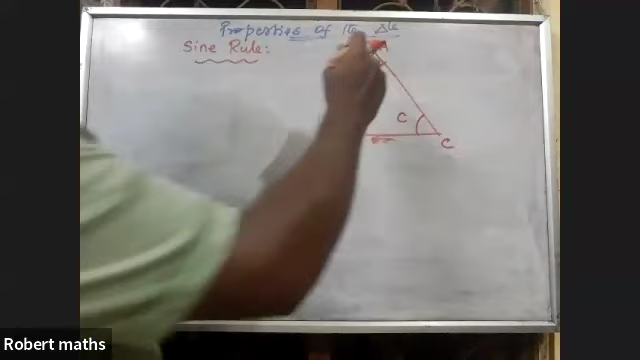 Properties of the Δle
Sine Rule:
A
C
C
Robert maths